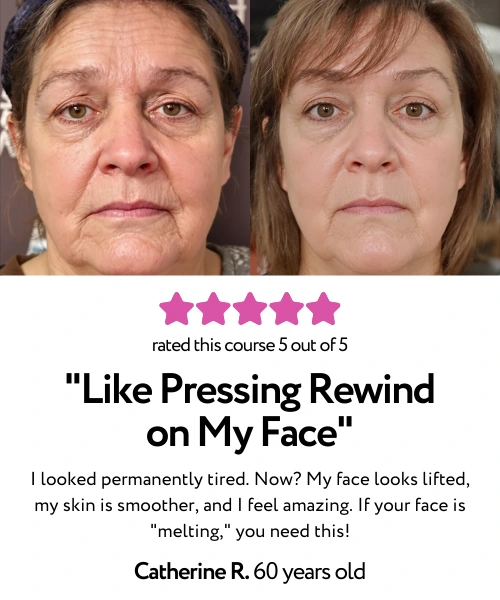 rated this course 5 out of 5
"Like Pressing Rewind
on My Face"
I looked permanently tired. Now? My face looks lifted,
my skin is smoother, and I feel amazing. If your face is
"melting," you need this!
Catherine R. 60 years old